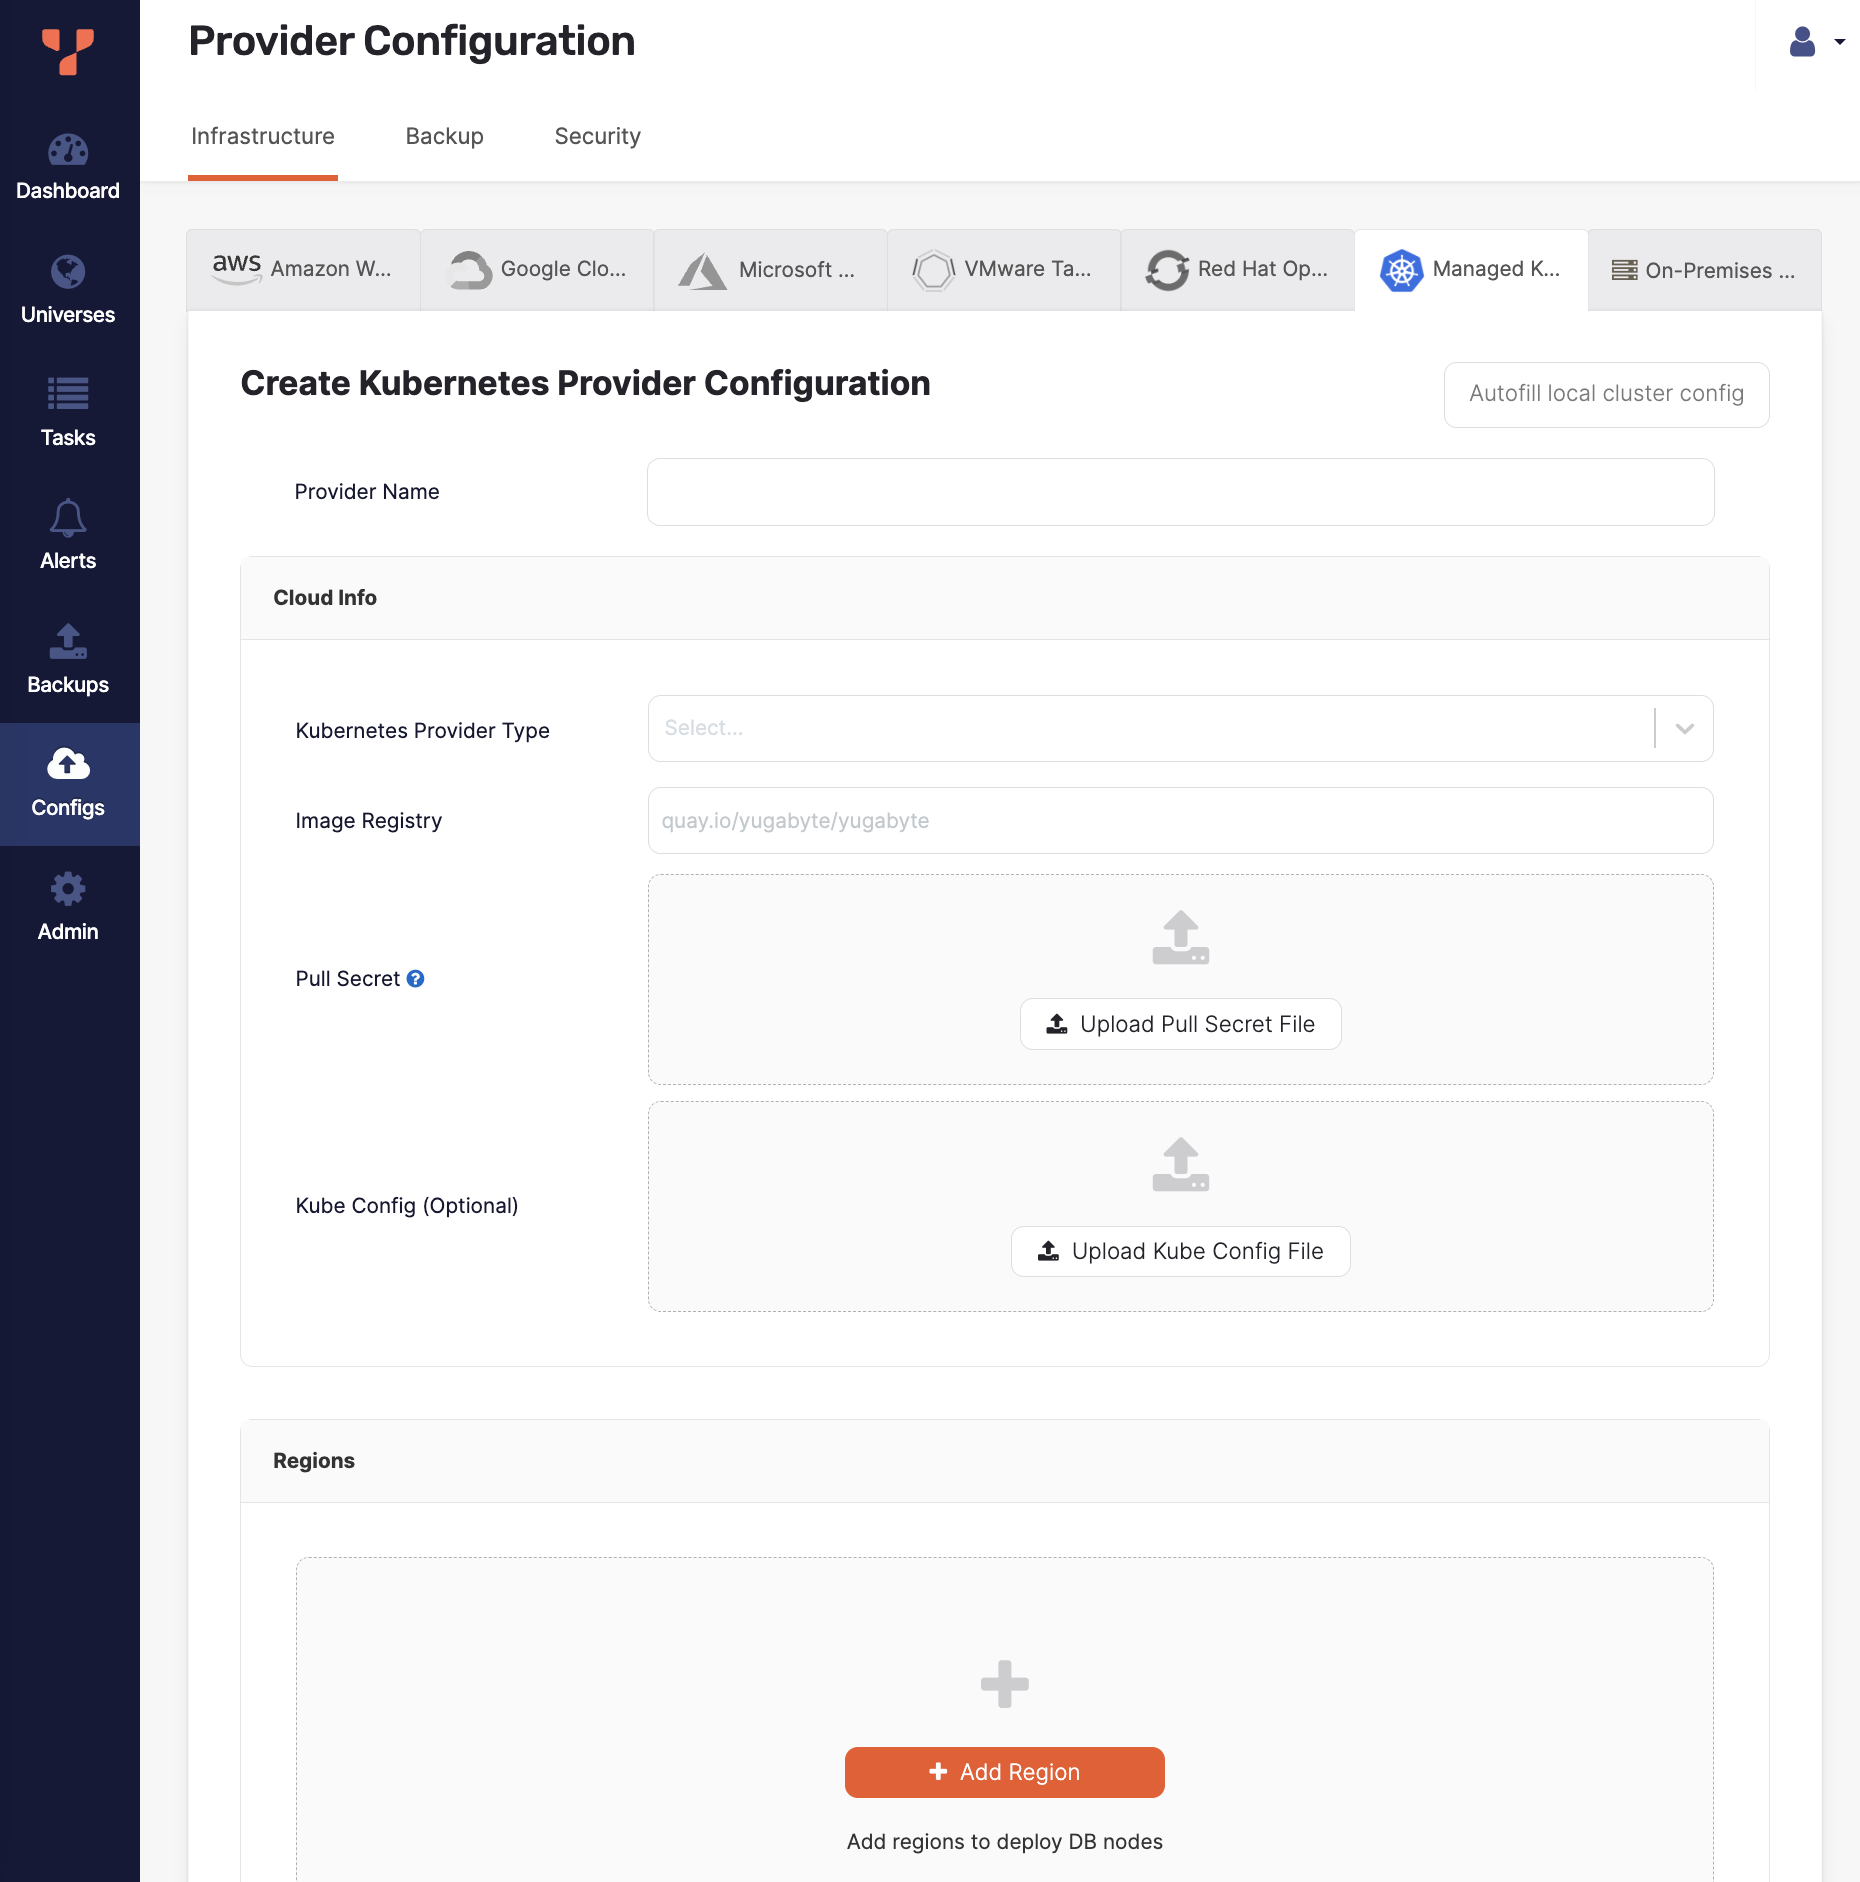 Provider Configuration
Dashboard
Universes
Tasks
Alerts
Backups
Configs
Admin
Infrastructure
Backup
Security
aws Amazon W...
Google Clo...
Microsoft ...
VMware Ta...
Red Hat Op...
Managed K...
On-Premises ...
Create Kubernetes Provider Configuration
Autofill local cluster config
Provider Name
Cloud Info
Kubernetes Provider Type
Select...
Image Registry
quay.io/yugabyte/yugabyte
Pull Secret ?
Upload Pull Secret File
Kube Config (Optional)
Upload Kube Config File
Regions
Add Region
Add regions to deploy DB nodes